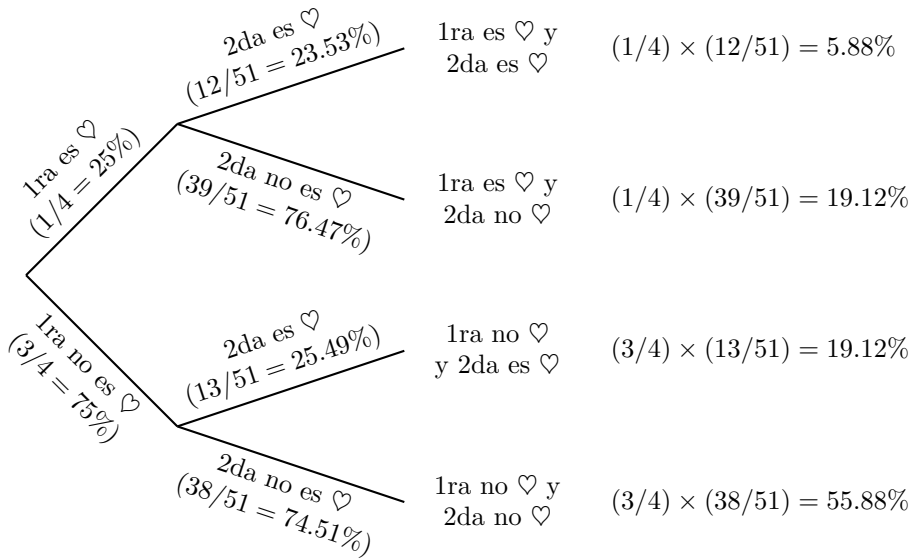 2da es ♡
(12/51 = 23.53%)
1ra es ♡ y
2da es ♡
(1/4) × (12/51) = 5.88%
1ra es ♡
(1/4 = 25%)
2da no es ♡
(39/51 = 76.47%)
1ra es ♡ y
2da no ♡
(1/4) × (39/51) = 19.12%
1ra no es ♡
(3/4 = 75%)
2da es ♡
(13/51 = 25.49%)
1ra no ♡
y 2da es ♡
(3/4) × (13/51) = 19.12%
2da no es ♡
(38/51 = 74.51%)
1ra no ♡ y
2da no ♡
(3/4) × (38/51) = 55.88%